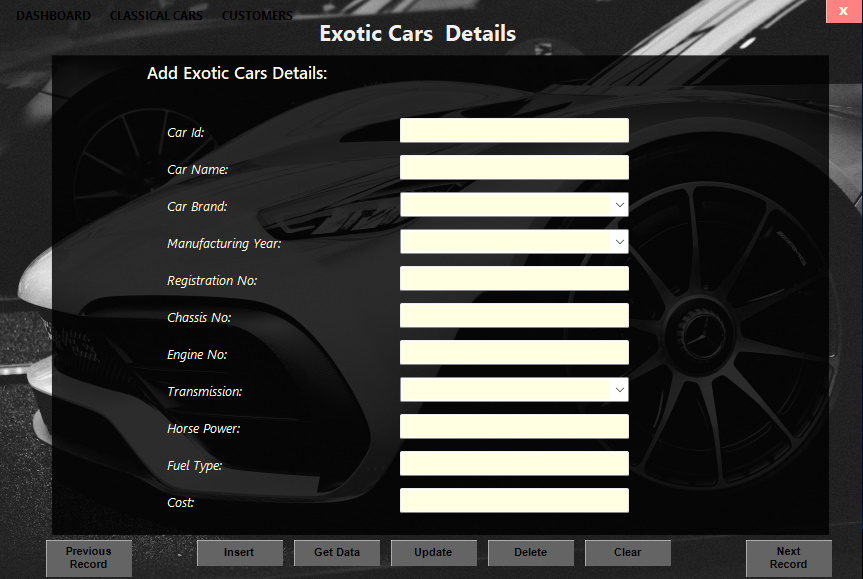 DASHBOARD CLASSICAL CARS CUSTOMERS
X
Exotic Cars Details
Add Exotic Cars Details:
Car Id:
Car Name:
Car Brand:
Manufacturing Year:
Registration No:
Chassis No:
Engine No:
Transmission:
Horse Power:
Fuel Type:
Cost:
Previous
Record
Insert
Get Data
Update
Delete
Clear
Next
Record